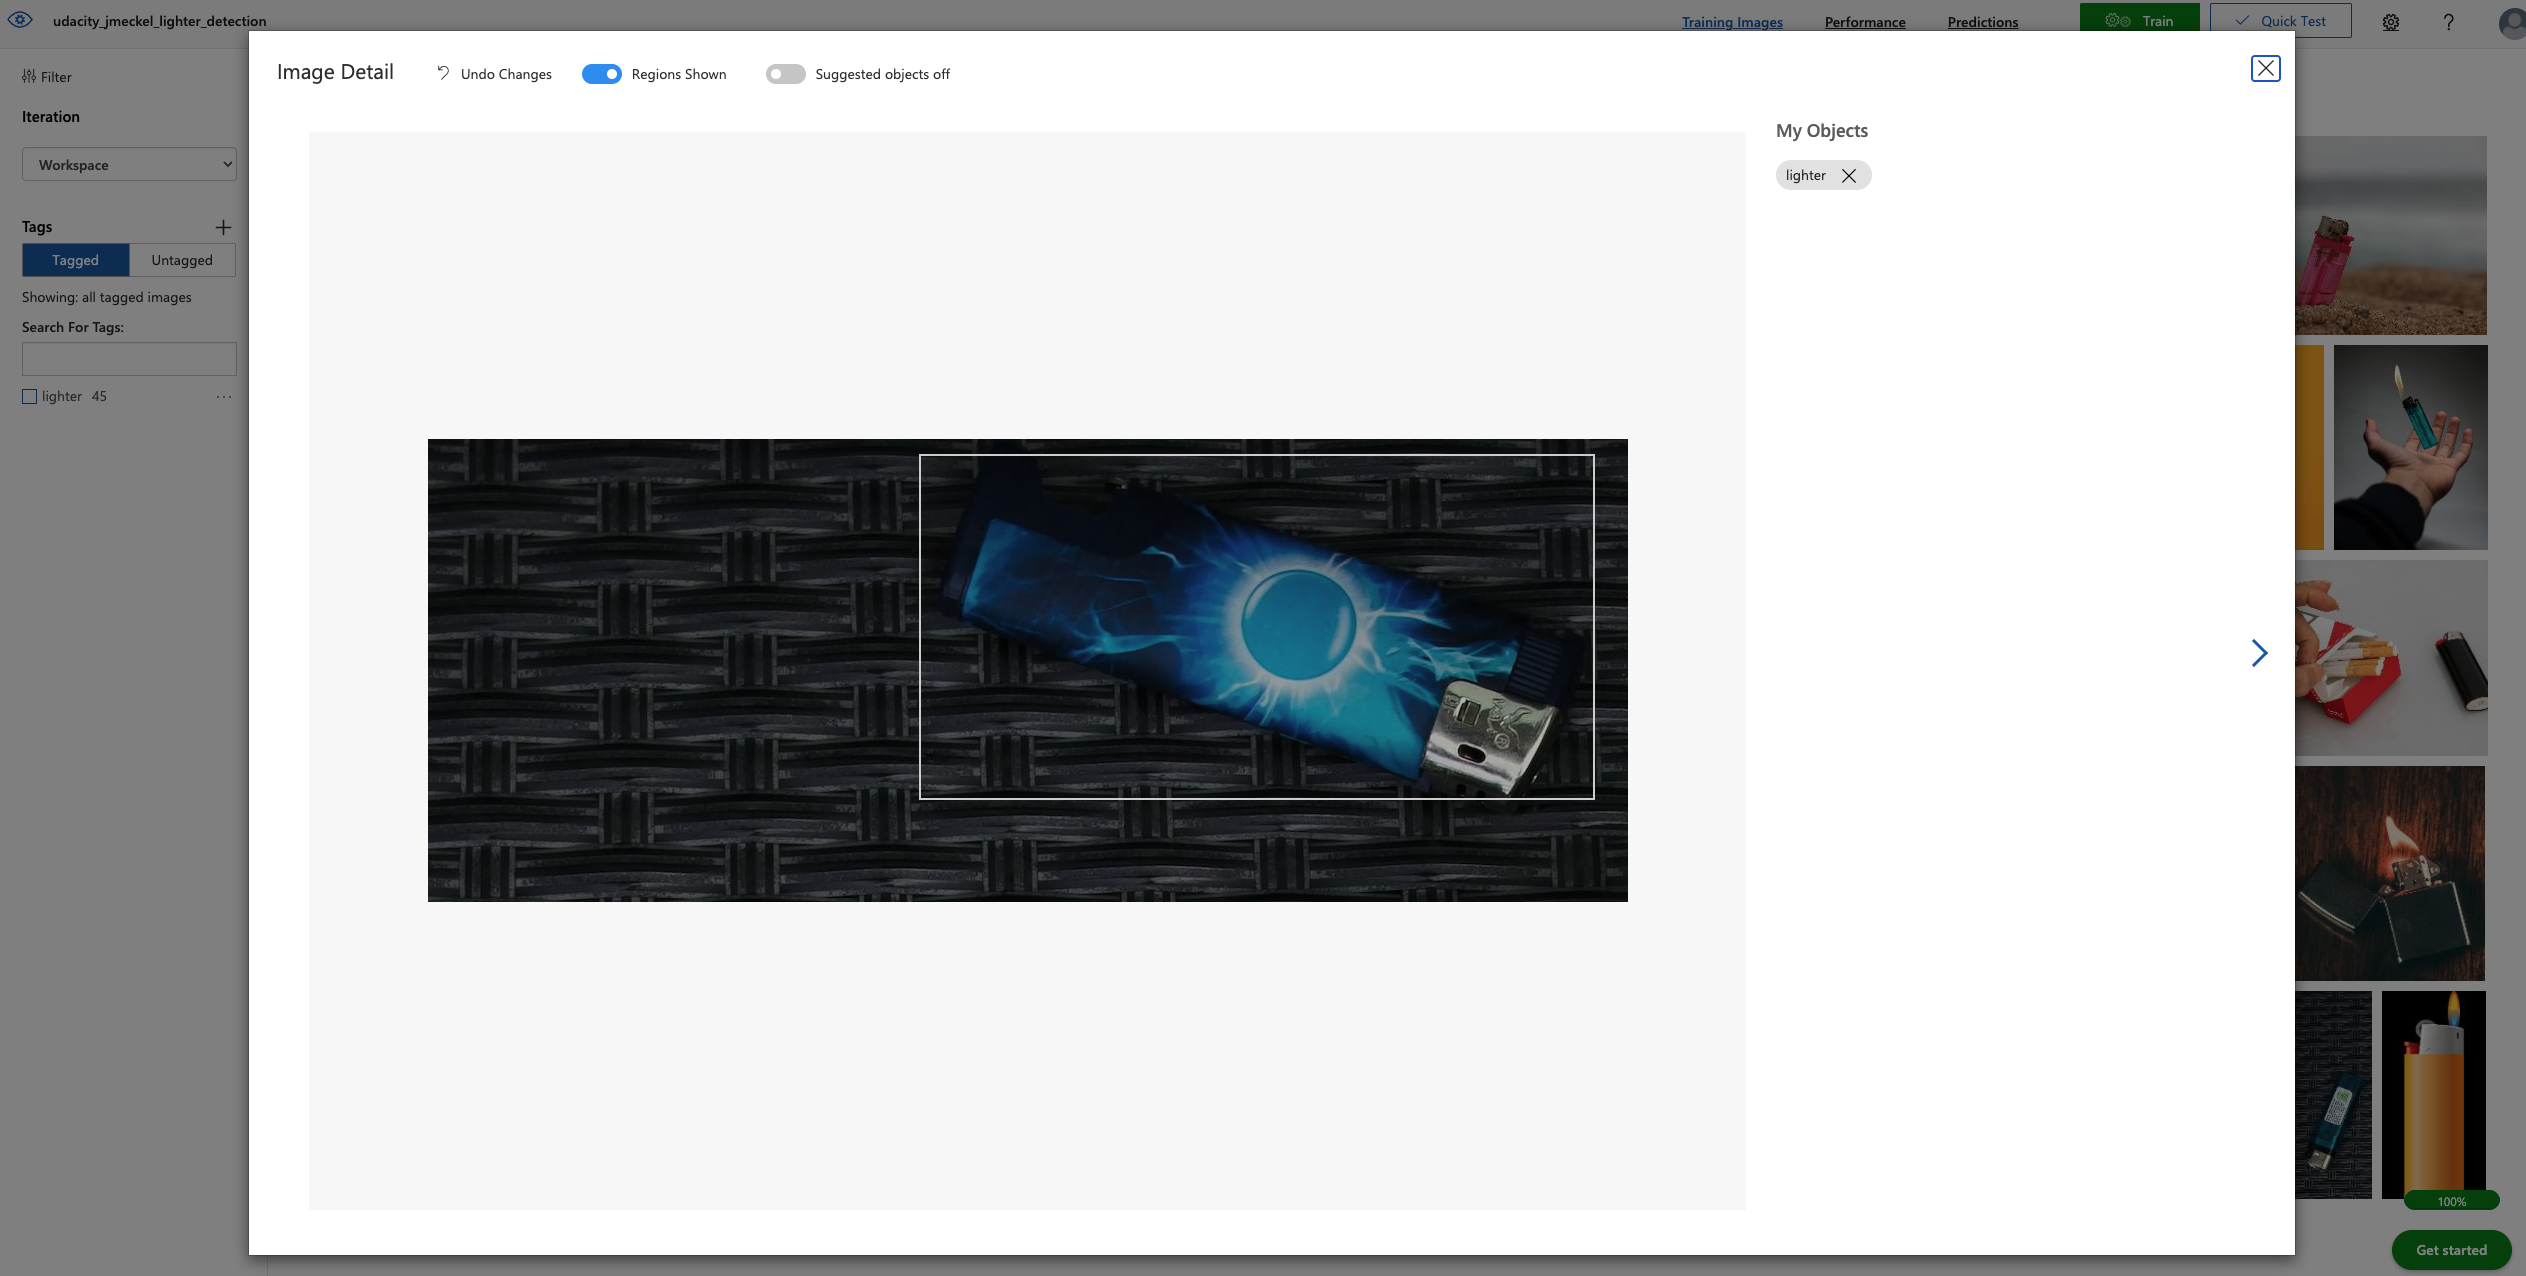 udacity_jmeckel_lighter_detection
Training Images
Performance
Predictions
Train
Quick Test
?
Filter
Iteration
Workspace
Tags
Tagged
Untagged
Showing: all tagged images
Search For Tags:
lighter 45
Image Detail
Undo Changes
Regions Shown
Suggested objects off
My Objects
lighter
100%
Get started